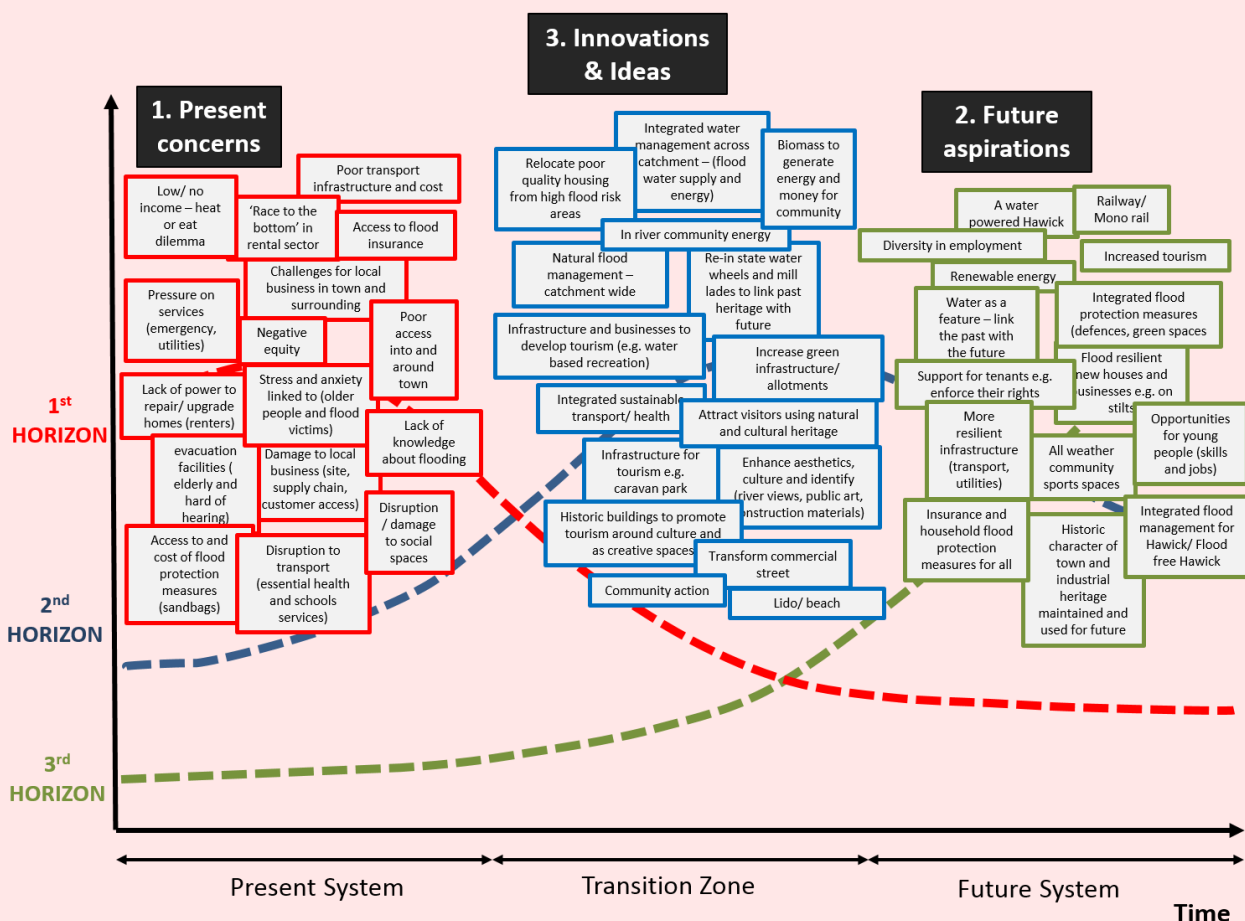 3. Innovations
& Ideas
1. Present
concerns
2. Future
aspirations
1st
HORIZON
2nd
HORIZON
3rd
HORIZON
Poor transport
infrastructure and cost
Low/ no
income – heat
or eat
dilemma
‘Race to the
bottom’ in
rental sector
Access to flood
insurance
Challenges for local
business in town and
surrounding
Pressure on
services
(emergency,
utilities)
Negative
equity
Poor
access
into and
around
town
Lack of power to
repair/ upgrade
homes (renters)
Stress and anxiety
linked to (older
people and flood
victims)
Lack of
knowledge
about flooding
evacuation
facilities (
elderly and
hard of
hearing)
Damage to local
business (site,
supply chain,
customer access)
Disruption
/ damage
to social
spaces
Access to and
cost of flood
protection
measures
(sandbags)
Disruption to
transport
(essential health
and schools
services)
Integrated water
management across
catchment – (flood
water supply and
energy)
Biomass to
generate
energy and
money for
community
Relocate poor
quality housing
from high flood risk
areas
In river community energy
Natural flood
management –
catchment wide
Re-in state water
wheels and mill
lades to link past
heritage with
future
Infrastructure and businesses to
develop tourism (e.g. water
based recreation)
Increase green
infrastructure/
allotments
Integrated sustainable
transport/ health
Attract visitors using natural
and cultural heritage
Infrastructure for
tourism e.g.
caravan park
Enhance aesthetics,
culture and identify
(river views, public art,
construction materials)
Historic buildings to promote
tourism around culture and
as creative spaces
Transform commercial
street
Community action
Lido/ beach
A water
powered Hawick
Railway/
Mono rail
Diversity in employment
Increased tourism
Renewable energy
Water as a
feature – link
the past with
the future
Integrated flood
protection measures
(defences, green spaces
Flood resilient
new houses and
businesses e.g. on
stilts
Support for tenants e.g.
enforce their rights
More
resilient
infrastructure
(transport,
utilities)
All weather
community
sports spaces
Opportunities
for young
people (skills
and jobs)
Insurance and
household flood
protection
measures for all
Historic
character of
town and
industrial
heritage
maintained and
used for future
Integrated flood
management for
Hawick/ Flood
free Hawick
Present System
Transition Zone
Future System
Time